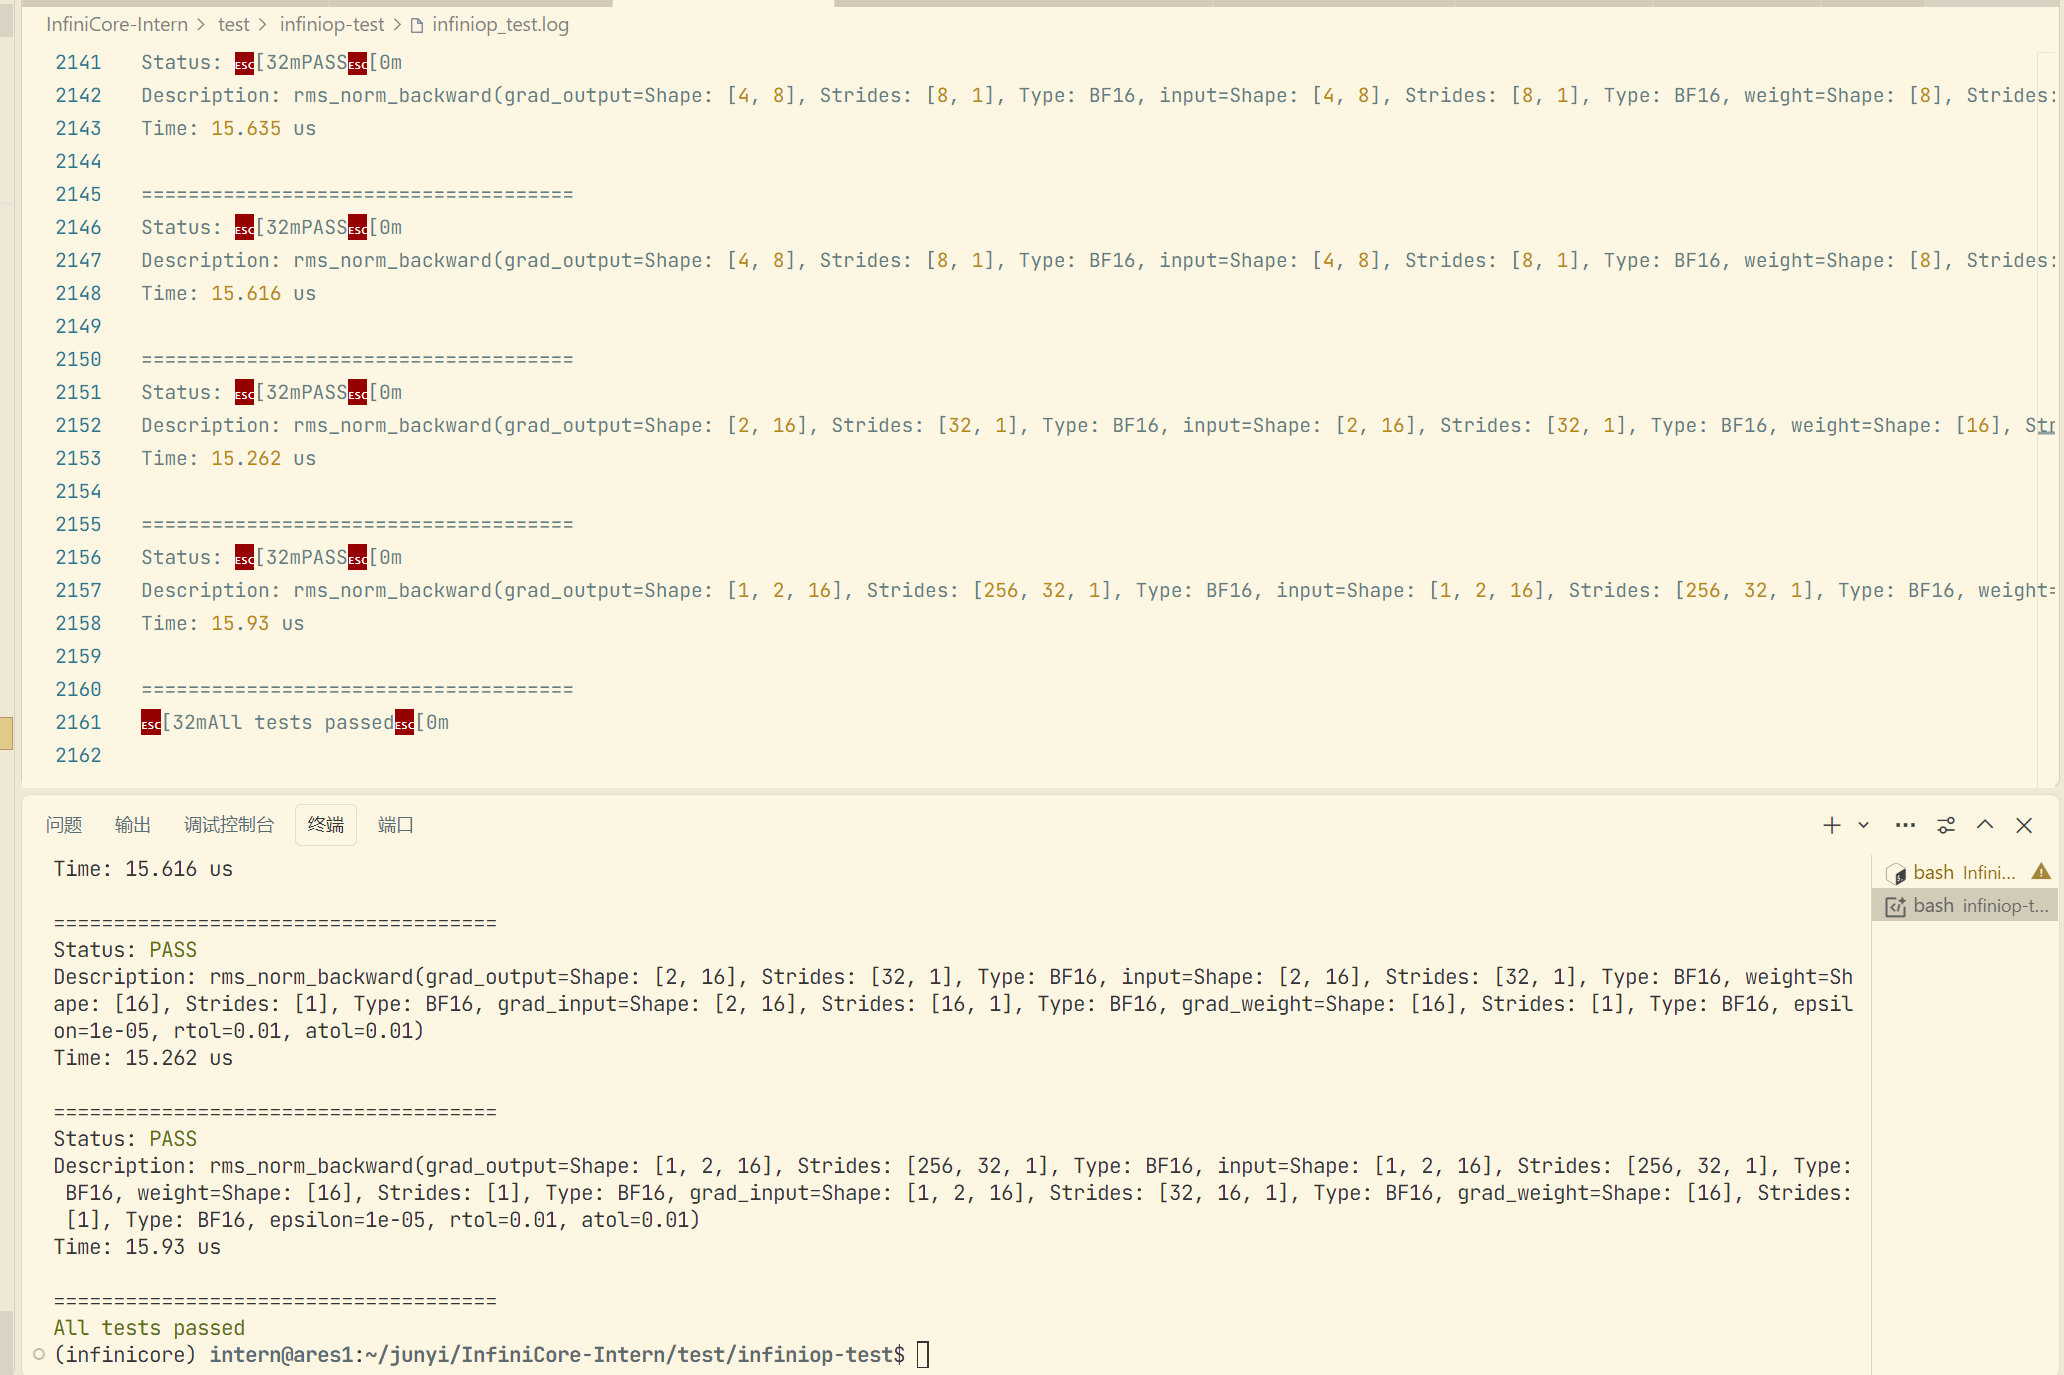 InfiniCore-Intern > test > infiniop-test > infiniop_test.log
2141 Status: ESC[32mPASSESC[0m
2142 Description: rms_norm_backward(grad_output=Shape: [4, 8], Strides: [8, 1], Type: BF16, input=Shape: [4, 8], Strides: [8, 1], Type: BF16, weight=Shape: [8], Strides:
2143 Time: 15.635 us
2144
2145 =====================================
2146 Status: ESC[32mPASSESC[0m
2147 Description: rms_norm_backward(grad_output=Shape: [4, 8], Strides: [8, 1], Type: BF16, input=Shape: [4, 8], Strides: [8, 1], Type: BF16, weight=Shape: [8], Strides:
2148 Time: 15.616 us
2149
2150 =====================================
2151 Status: ESC[32mPASSESC[0m
2152 Description: rms_norm_backward(grad_output=Shape: [2, 16], Strides: [32, 1], Type: BF16, input=Shape: [2, 16], Strides: [32, 1], Type: BF16, weight=Shape: [16], Str
2153 Time: 15.262 us
2154
2155 =====================================
2156 Status: ESC[32mPASSESC[0m
2157 Description: rms_norm_backward(grad_output=Shape: [1, 2, 16], Strides: [256, 32, 1], Type: BF16, input=Shape: [1, 2, 16], Strides: [256, 32, 1], Type: BF16, weight=
2158 Time: 15.93 us
2159
2160 =====================================
2161 ESC[32mAll tests passedESC[0m
2162
问题 输出 调试控制台 终端 端口
Time: 15.616 us
=====================================
Status: PASS
Description: rms_norm_backward(grad_output=Shape: [2, 16], Strides: [32, 1], Type: BF16, input=Shape: [2, 16], Strides: [32, 1], Type: BF16, weight=Sh
ape: [16], Strides: [1], Type: BF16, grad_input=Shape: [2, 16], Strides: [16, 1], Type: BF16, grad_weight=Shape: [16], Strides: [1], Type: BF16, epsil
on=1e-05, rtol=0.01, atol=0.01)
Time: 15.262 us
=====================================
Status: PASS
Description: rms_norm_backward(grad_output=Shape: [1, 2, 16], Strides: [256, 32, 1], Type: BF16, input=Shape: [1, 2, 16], Strides: [256, 32, 1], Type:
BF16, weight=Shape: [16], Strides: [1], Type: BF16, grad_input=Shape: [1, 2, 16], Strides: [32, 16, 1], Type: BF16, grad_weight=Shape: [16], Strides:
[1], Type: BF16, epsilon=1e-05, rtol=0.01, atol=0.01)
Time: 15.93 us
=====================================
All tests passed
(infinicore) intern@ares1:~/junyi/InfiniCore-Intern/test/infiniop-test$
bash Infini...
bash infiniop-t...